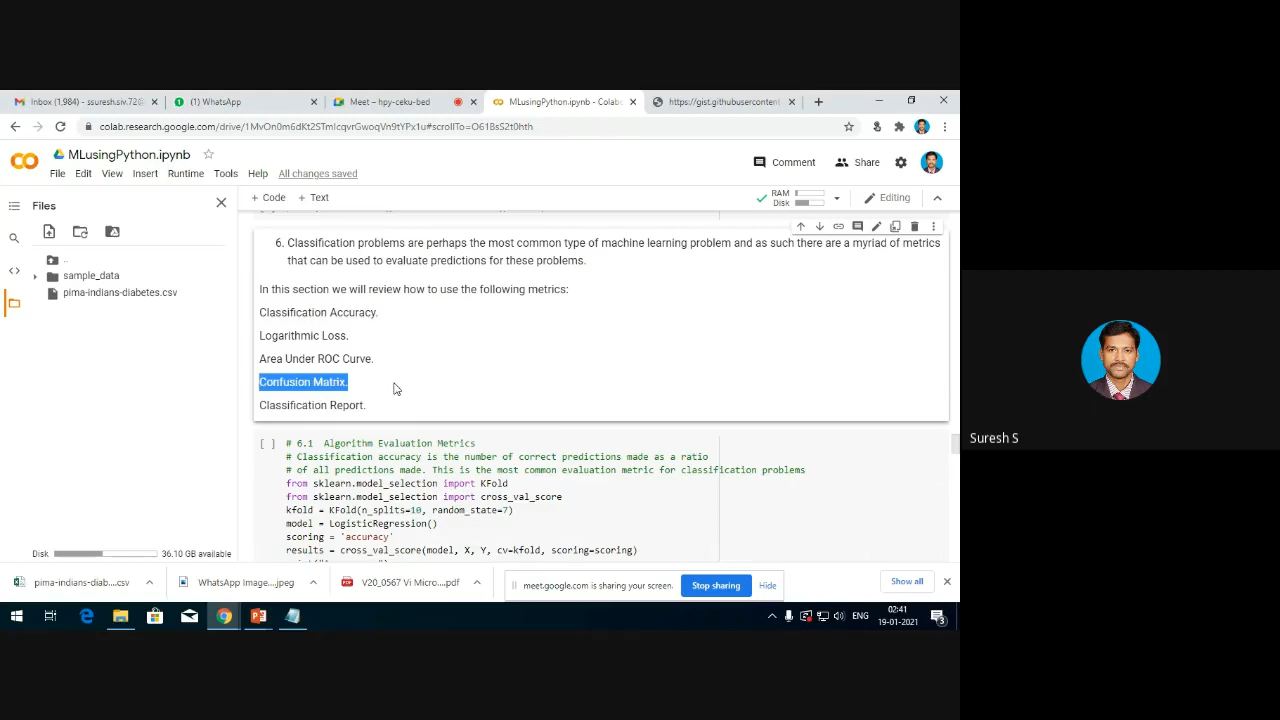 Inbox (1,984) - ssuresh.siv.72@
(1) WhatsApp
Meet – hpy-ceku-bed
MLusingPython.ipynb - Colab
https://gist.githubusercontent
MLusingPython.ipynb
Comment
Share
File Edit View Insert Runtime Tools Help All changes saved
Files
+ Code + Text
RAM
Disk
Editing
..
sample_data
pima-indians-diabetes.csv
6. Classification problems are perhaps the most common type of machine learning problem and as such there are a myriad of metrics
that can be used to evaluate predictions for these problems.
In this section we will review how to use the following metrics:
Classification Accuracy.
Logarithmic Loss.
Area Under ROC Curve.
Confusion Matrix.
Classification Report.
[ ] # 6.1 Algorithm Evaluation Metrics
# Classification accuracy is the number of correct predictions made as a ratio
# of all predictions made. This is the most common evaluation metric for classification problems
from sklearn.model_selection import KFold
from sklearn.model_selection import cross_val_score
kfold = KFold(n_splits=10, random_state=7)
model = LogisticRegression()
scoring = 'accuracy'
results = cross_val_score(model, X, Y, cv=kfold, scoring=scoring)
Disk 36.10 GB available
pima-indians-diab....csv
WhatsApp Image....jpeg
V20_0567 Vi Micro....pdf
meet.google.com is sharing your screen.
Stop sharing
Hide
Show all
ENG
02:41
19-01-2021
3
Suresh S